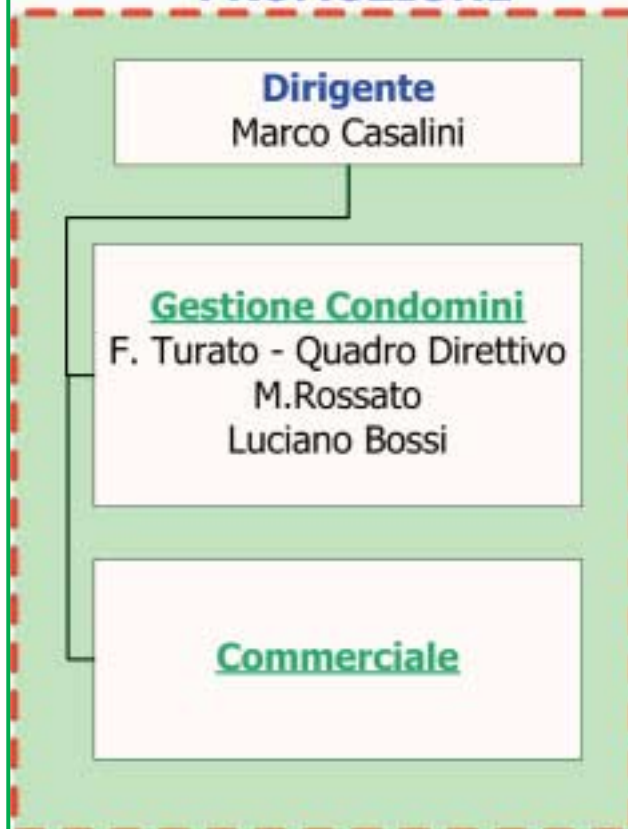 Dirigente
Marco Casalini
Gestione Condomini
F. Turato - Quadro Direttivo
M.Rossato
Luciano Bossi
Commerciale